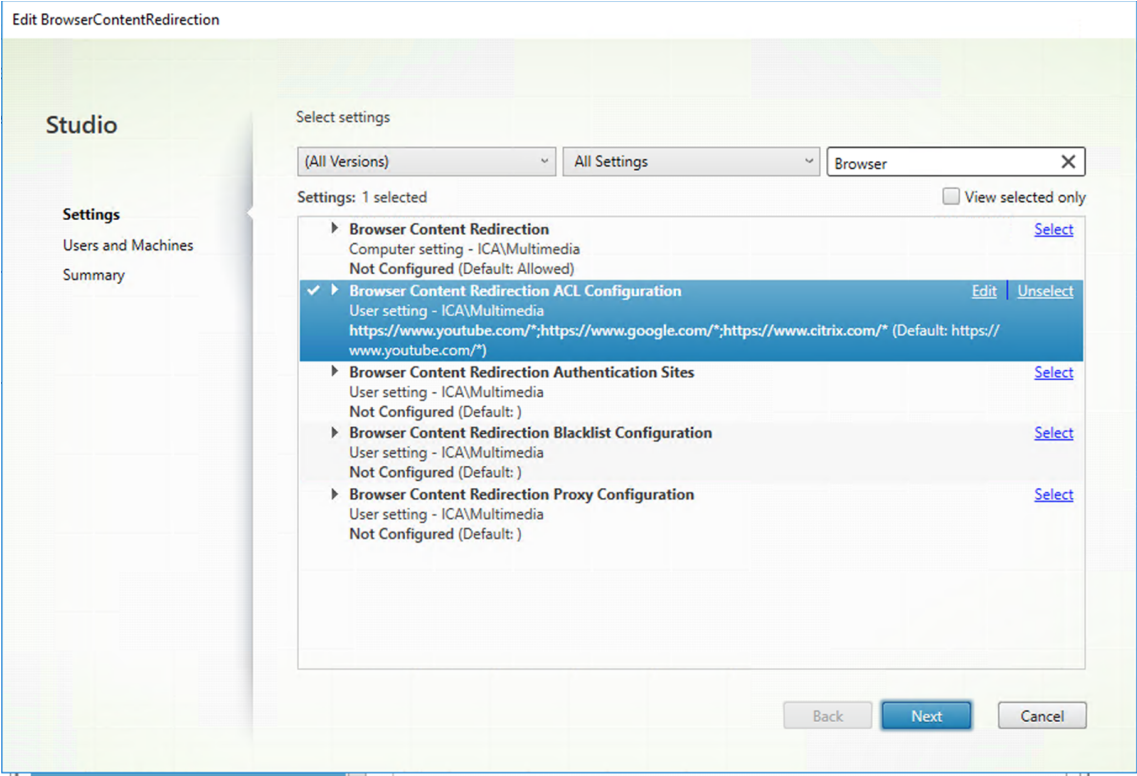 Edit BrowserContentRedirection
Studio
Settings
Users and Machines
Summary
Select settings
(All Versions)
All Settings
Browser
Settings: 1 selected
View selected only
Browser Content Redirection
Select
Computer setting - ICA\Multimedia
Not Configured (Default: Allowed)
Browser Content Redirection ACL Configuration
Edit
Unselect
User setting - ICA\Multimedia
https://www.youtube.com/*;https://www.google.com/*;https://www.citrix.com/* (Default: https://
www.youtube.com/*)
Browser Content Redirection Authentication Sites
Select
User setting - ICA\Multimedia
Not Configured (Default: )
Browser Content Redirection Blacklist Configuration
Select
User setting - ICA\Multimedia
Not Configured (Default: )
Browser Content Redirection Proxy Configuration
Select
User setting - ICA\Multimedia
Not Configured (Default: )
Back
Next
Cancel